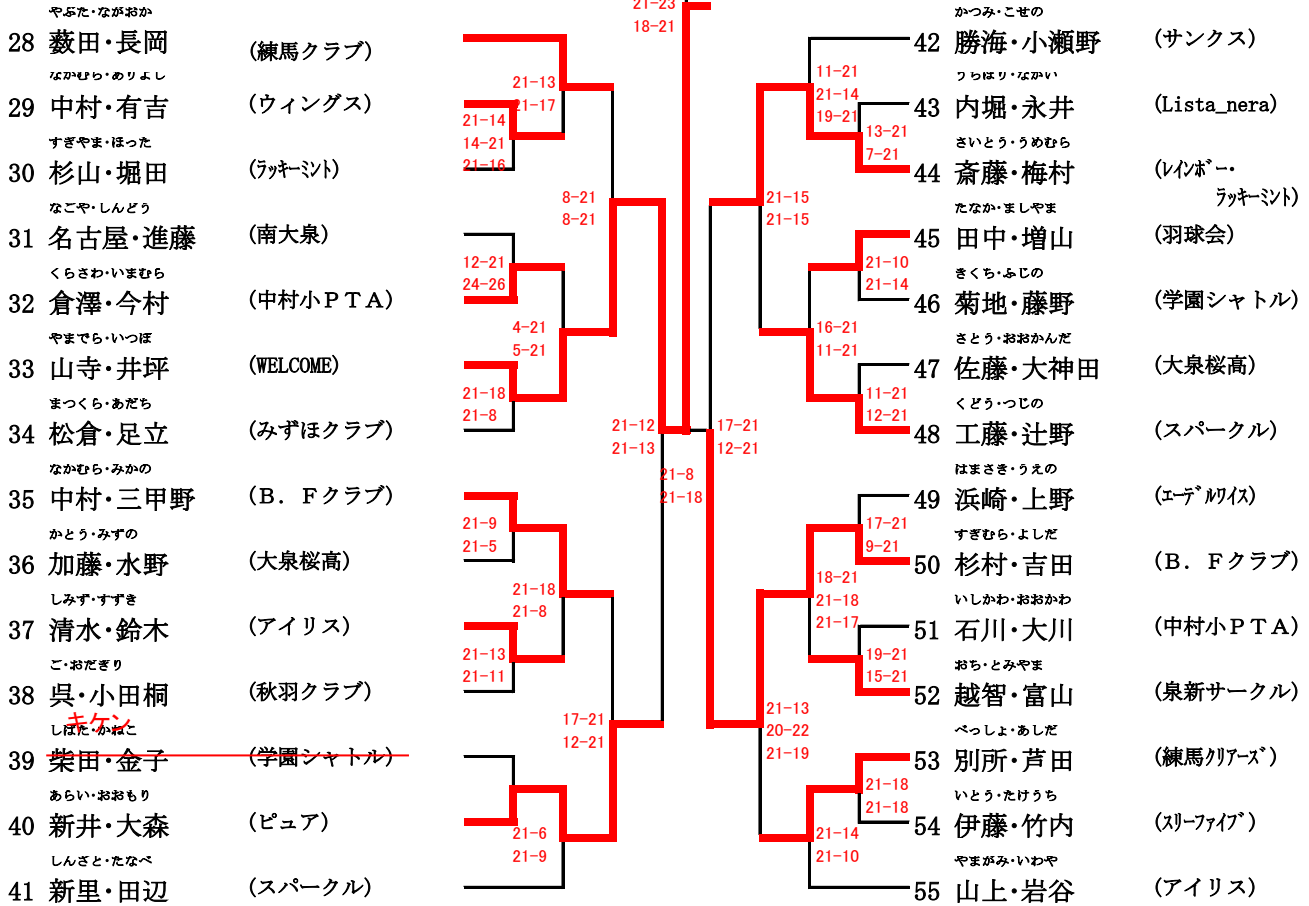 21-23
18-21
やぶた・ながおか
28 薮田・長岡 (練馬クラブ)
なかむら・ありよし
29 中村・有吉 (ウィングス)
すぎやま・ほった
30 杉山・堀田 (ラッキーミント)
なごや・しんどう
31 名古屋・進藤 (南大泉)
くらさわ・いまむら
32 倉澤・今村 (中村小ＰＴＡ)
やまでら・いつぼ
33 山寺・井坪 (WELCOME)
まつくら・あだち
34 松倉・足立 (みずほクラブ)
なかむら・みかの
35 中村・三甲野 (Ｂ．Ｆクラブ)
かとう・みずの
36 加藤・水野 (大泉桜高)
しみず・すずき
37 清水・鈴木 (アイリス)
ご・おだぎり
38 呉・小田桐 (秋羽クラブ)
キケン
しばた・かねこ
39 柴田・金子 (学園シャトル)
あらい・おおもり
40 新井・大森 (ピュア)
しんざと・たなべ
41 新里・田辺 (スパークル)
21-13
21-17
21-14
14-21
21-16
8-21
8-21
12-21
24-26
4-21
5-21
21-18
21-8
21-12
21-13
21-9
21-5
21-18
21-8
21-13
21-11
17-21
12-21
21-6
21-9
21-8
21-18
かつみ・こせの
42 勝海・小瀬野 (サンクス)
うちぼり・ながい
43 内堀・永井 (Lista_nera)
さいとう・うめむら
44 斎藤・梅村 (ﾚｲﾝﾎﾞｰ・
ﾗｯｷｰﾐﾝﾄ)
たなか・ましやま
45 田中・増山 (羽球会)
きくち・ふじの
46 菊地・藤野 (学園シャトル)
さとう・おおかんだ
47 佐藤・大神田 (大泉桜高)
くどう・つじの
48 工藤・辻野 (スパークル)
はまさき・うえの
49 浜崎・上野 (ｴｰﾃﾞﾙﾜｲｽ)
すぎむら・よしだ
50 杉村・吉田 (Ｂ．Ｆクラブ)
いしかわ・おおかわ
51 石川・大川 (中村小ＰＴＡ)
おち・とみやま
52 越智・富山 (泉新サークル)
べっしょ・あしだ
53 別所・芦田 (練馬ｸﾘｱｰｽﾞ)
いとう・たけうち
54 伊藤・竹内 (ｽﾘｰﾌｧｲﾌﾞ)
やまがみ・いわや
55 山上・岩谷 (アイリス)
11-21
21-14
19-21
13-21
7-21
21-15
21-15
21-10
21-14
16-21
11-21
11-21
12-21
17-21
12-21
17-21
9-21
18-21
21-18
21-17
19-21
15-21
21-13
20-22
21-19
21-18
21-18
21-14
21-10